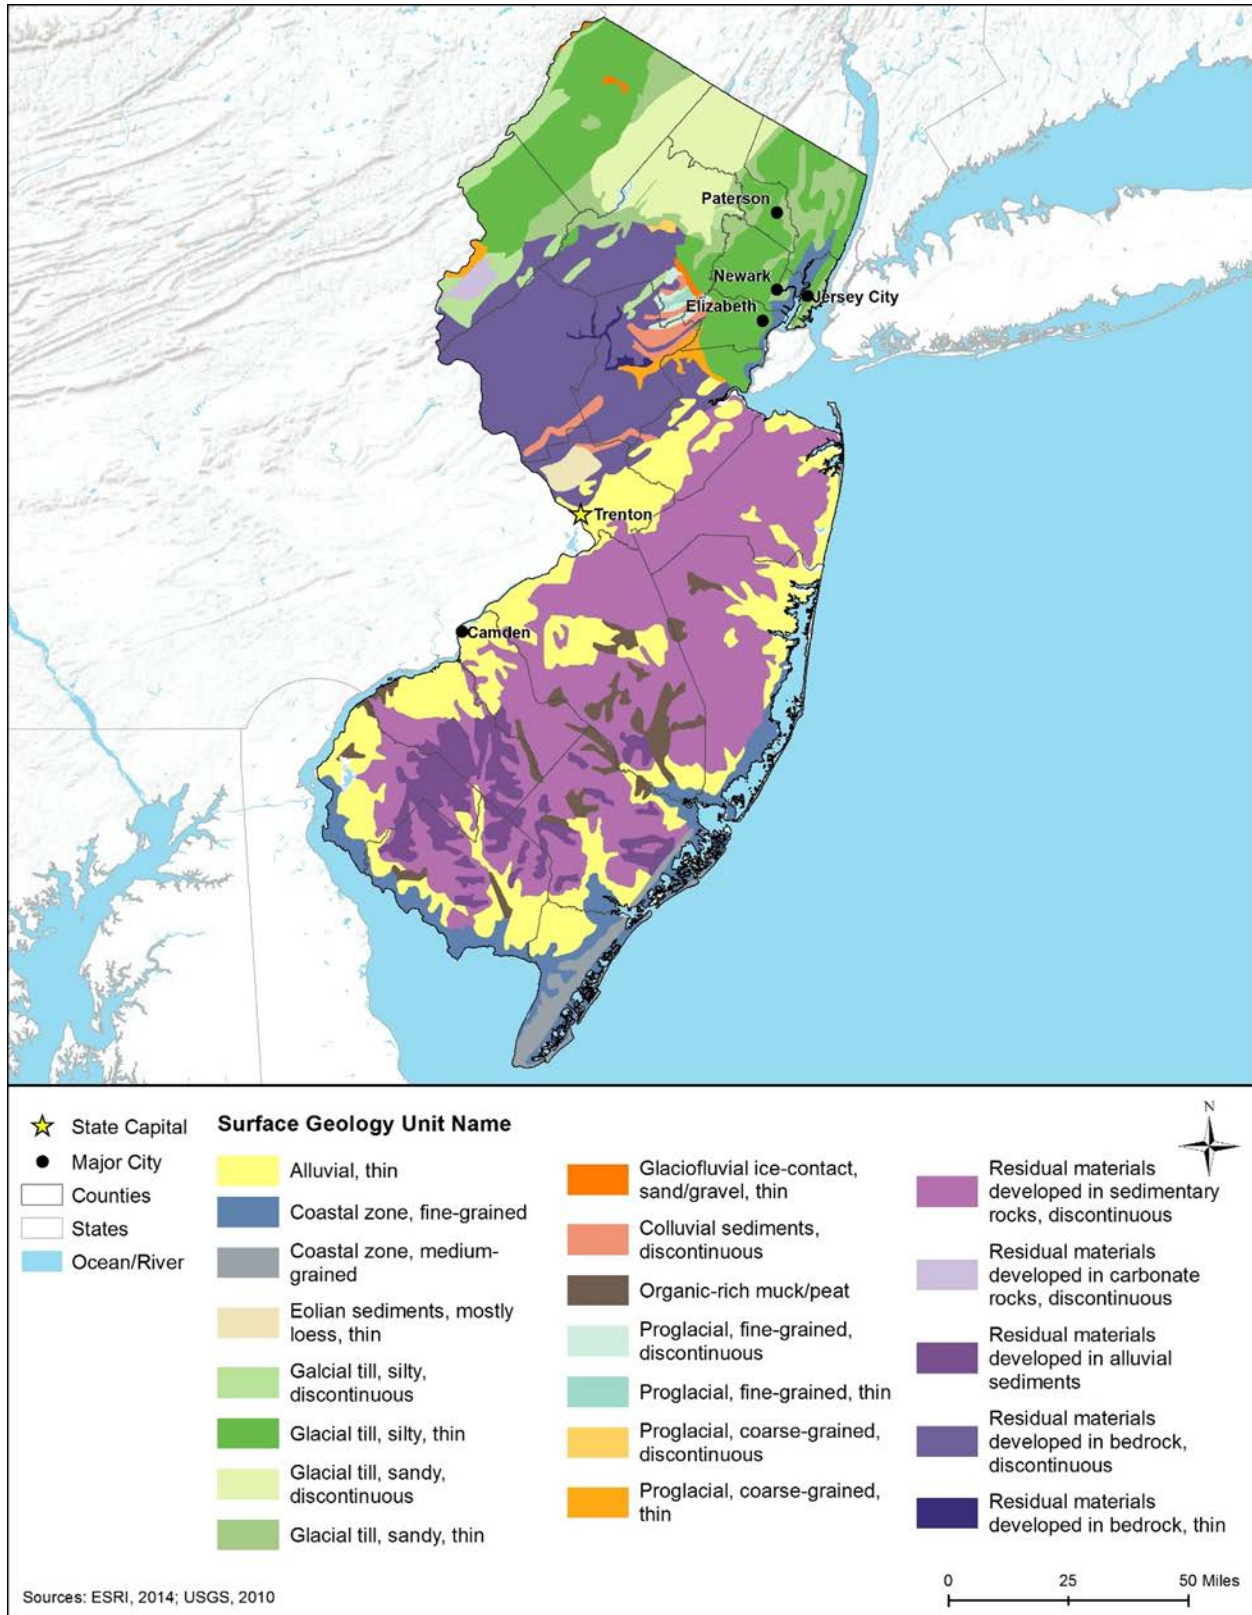 Paterson
Newark
Jersey City
Elizabeth
Trenton
Camden
State Capital
Major City
Counties
States
Ocean/River
Surface Geology Unit Name
Alluvial, thin
Coastal zone, fine-grained
Coastal zone, medium-
grained
Eolian sediments, mostly
loess, thin
Galcial till, silty,
discontinuous
Glacial till, silty, thin
Glacial till, sandy,
discontinuous
Glacial till, sandy, thin
Glaciofluvial ice-contact,
sand/gravel, thin
Colluvial sediments,
discontinuous
Organic-rich muck/peat
Proglacial, fine-grained,
discontinuous
Proglacial, fine-grained, thin
Proglacial, coarse-grained,
discontinuous
Proglacial, coarse-grained,
thin
N
Residual materials
developed in sedimentary
rocks, discontinuous
Residual materials
developed in carbonate
rocks, discontinuous
Residual materials
developed in alluvial
sediments
Residual materials
developed in bedrock,
discontinuous
Residual materials
developed in bedrock, thin
0 25 50 Miles
Sources: ESRI, 2014; USGS, 2010